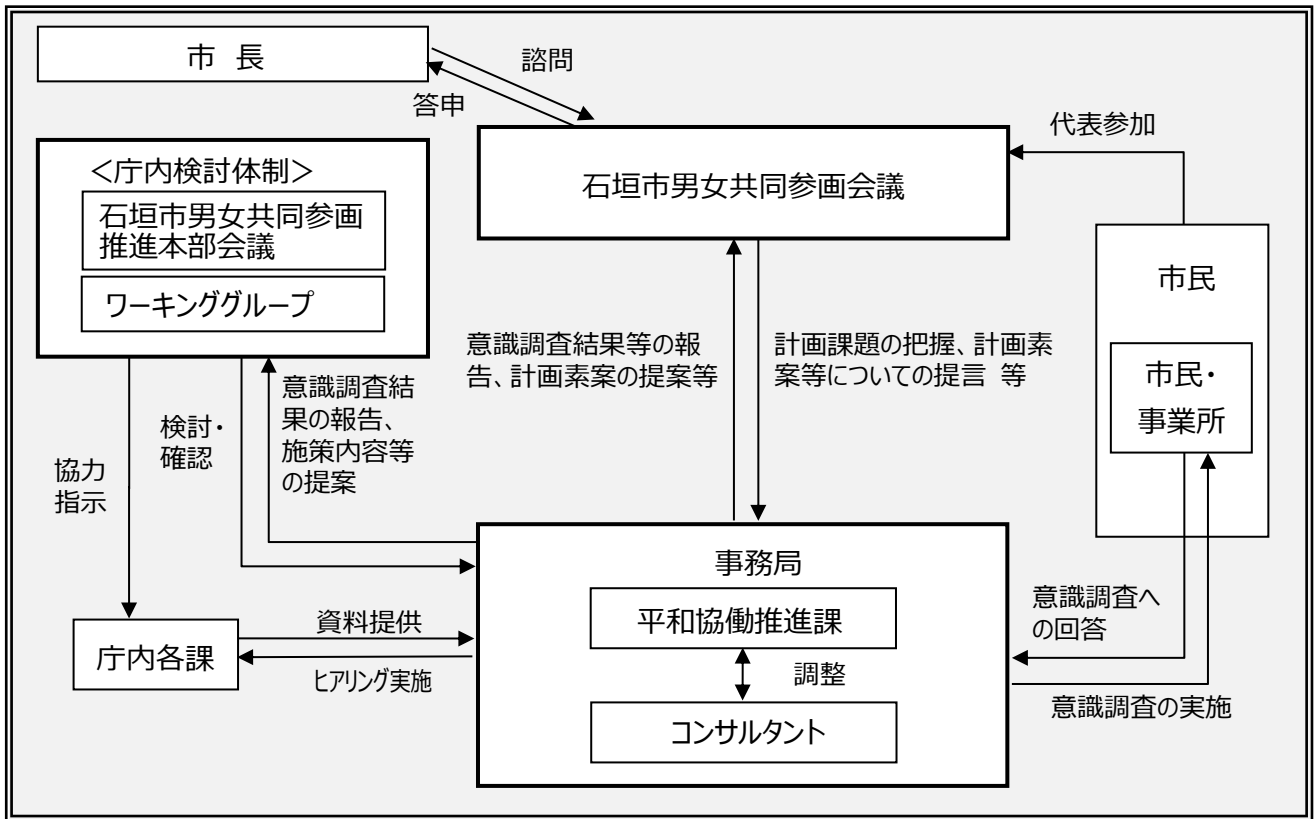 市 長
諮問
答申
代表参加
＜庁内検討体制＞
石垣市男女共同参画
推進本部会議
ワーキンググループ
石垣市男女共同参画会議
市民
市民・
事業所
意識調査結果等の報
告、計画素案の提案等
計画課題の把握、計画素
案等についての提言 等
意識調査結
果の報告、
施策内容等
の提案
検討・
確認
協力
指示
事務局
平和協働推進課
調整
コンサルタント
庁内各課
資料提供
ヒアリング実施
意識調査へ
の回答
意識調査の実施